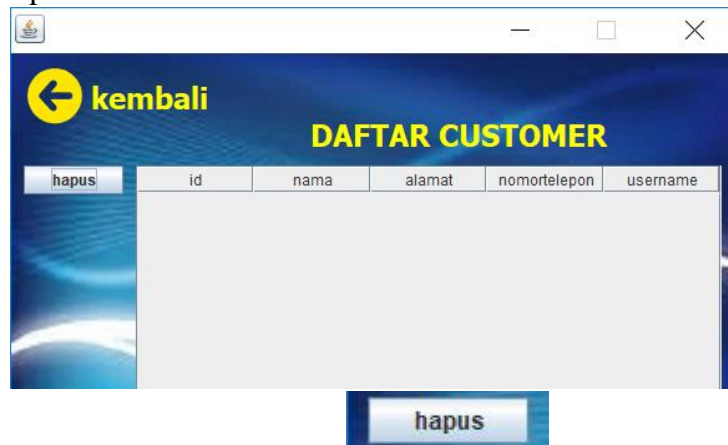 kembali
DAFTAR CUSTOMER
hapus id nama alamat nomortelepon username
hapus